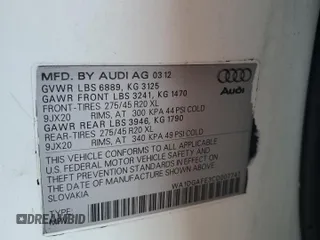 MFD. BY AUDI AG 03.12
GVWR LBS 6889, KG 3125
GAWR FRONT LBS 3241, KG 1470
FRONT-TIRES 275/45 R20 XL
9JX20 RIMS, AT 300 KPA 44 PSI COLD
GAWR REAR LBS 3946, KG 1790
REAR-TIRES 275/45 R20 XL
9JX20 RIMS, AT 340 KPA 49 PSI COLD
Audi
THIS VEHICLE CONFORMS TO ALL APPLICABLE
U.S. FEDERAL MOTOR VEHICLE SAFETY
STANDARDS IN EFFECT ON THE DATE OF
MANUFACTURE SHOWN ABOVE.
SLOVAKIA
DREAMBID.COM